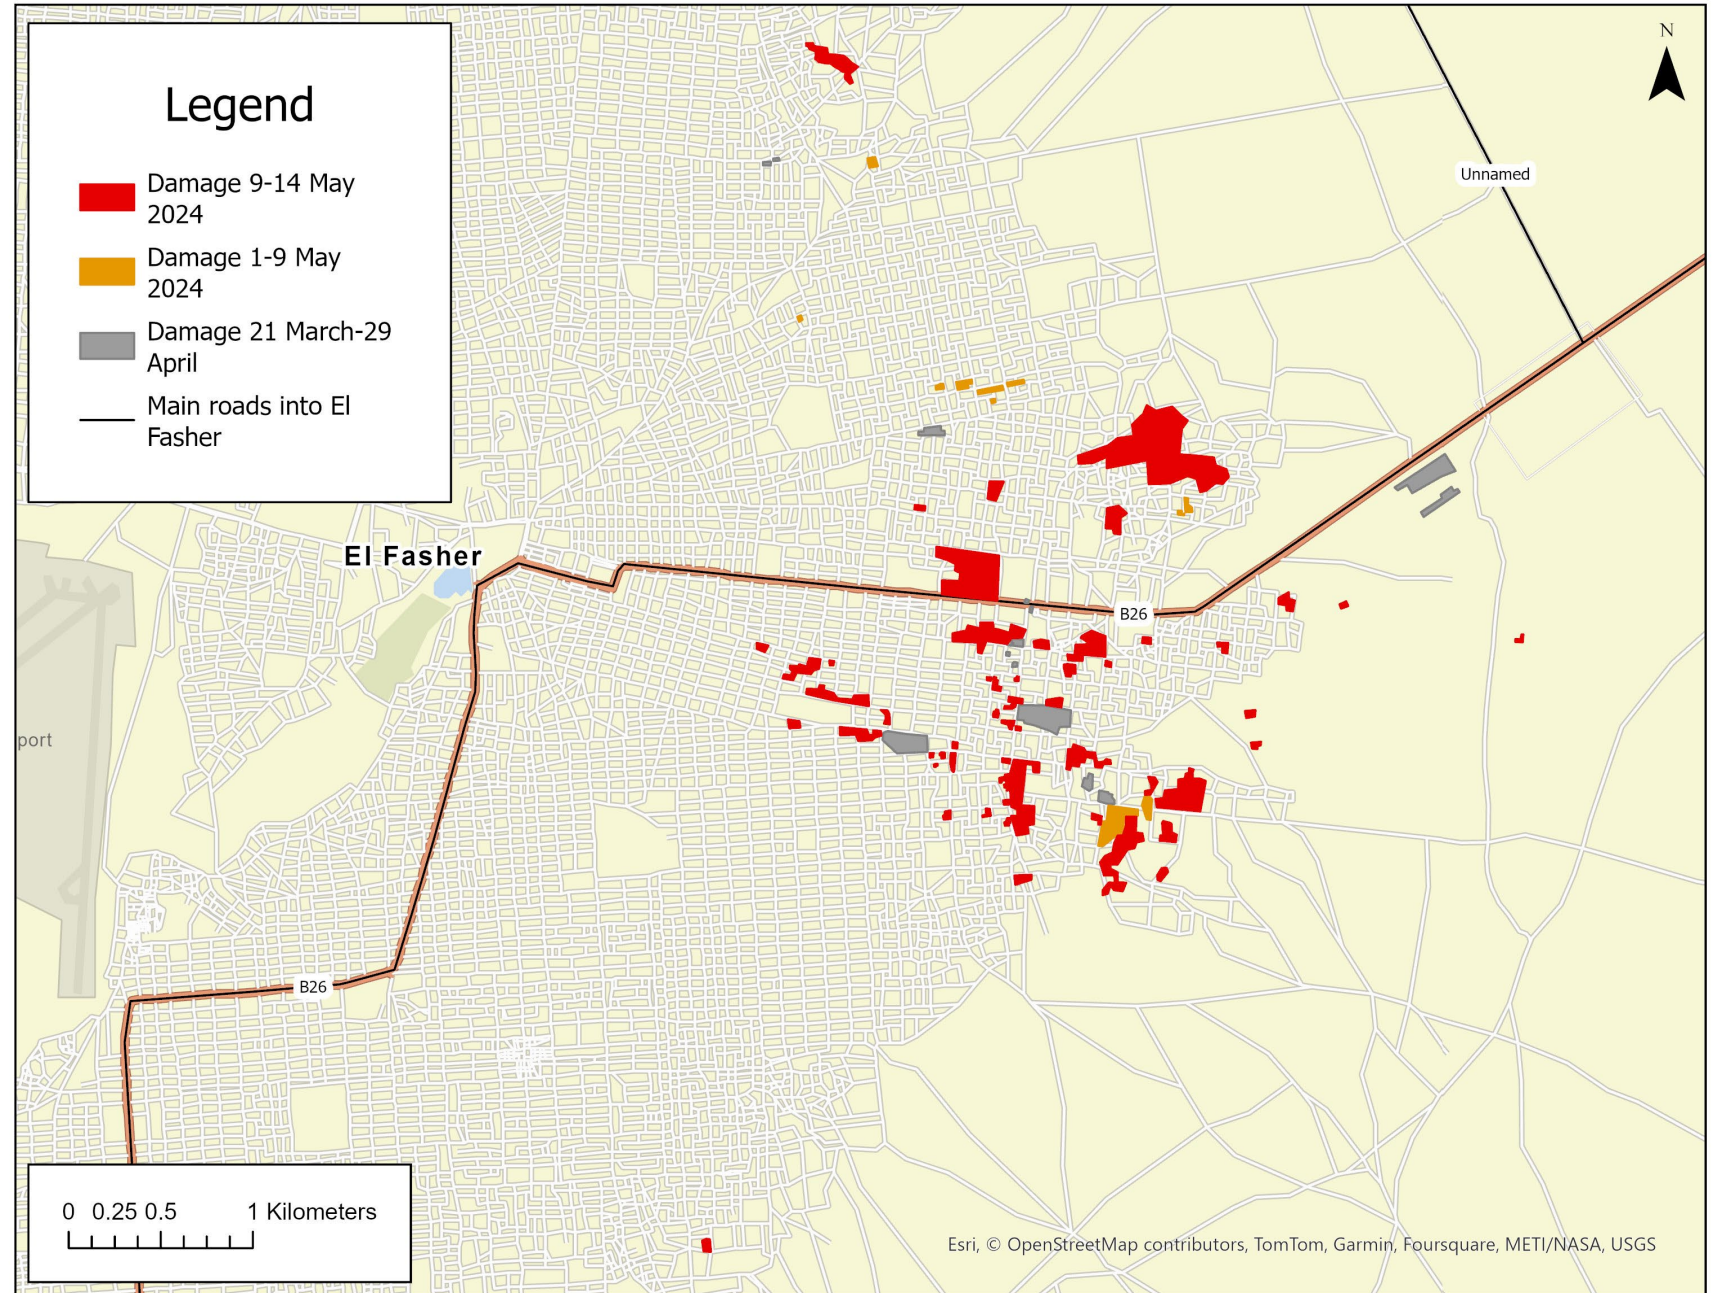 N
Legend
Damage 9-14 May
2024
Damage 1-9 May
2024
Damage 21 March-29
April
Main roads into El
Fasher
Unnamed
El Fasher
B26
port
B26
0 0.25 0.5 1 Kilometers
Esri, © OpenStreetMap contributors, TomTom, Garmin, Foursquare, METI/NASA, USGS